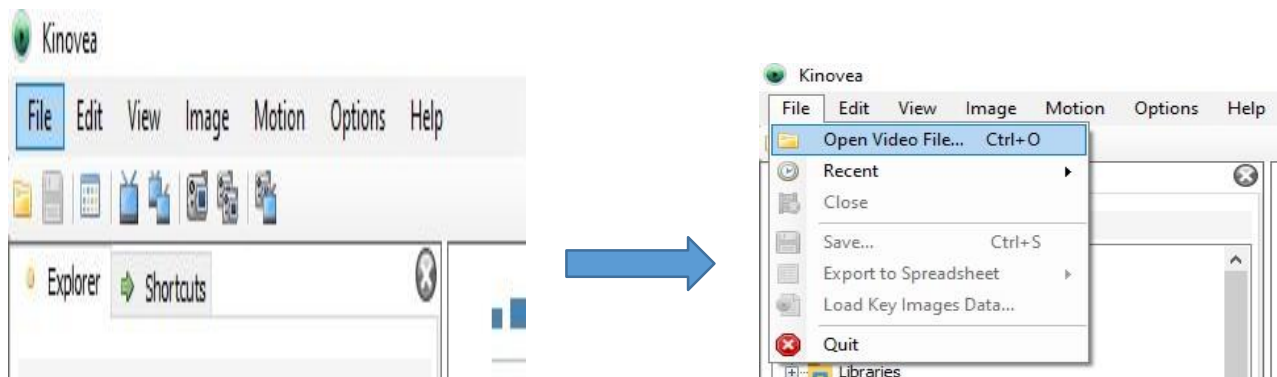 Kinovea
File Edit View Image Motion Options Help
Explorer Shortcuts
Kinovea
File Edit View Image Motion Options Help
Open Video File... Ctrl+O
Recent
Close
Save... Ctrl+S
Export to Spreadsheet
Load Key Images Data...
Quit
Libraries